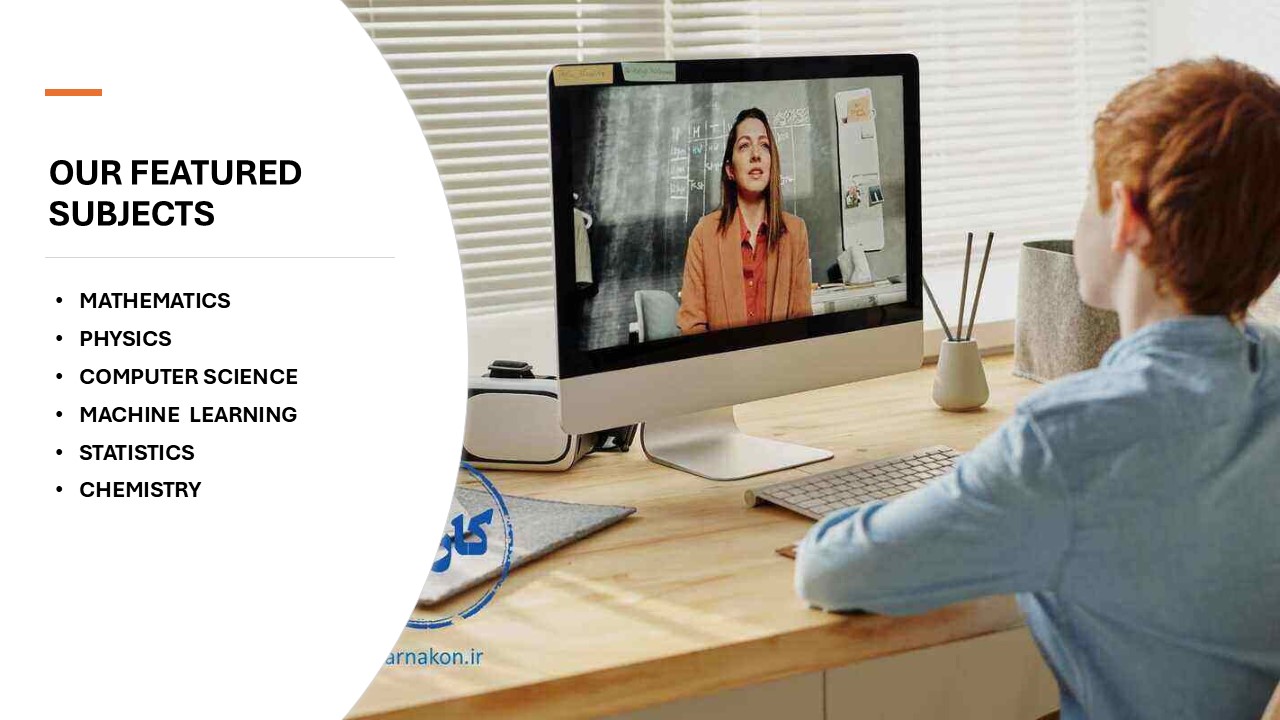 OUR FEATURED
SUBJECTS
• MATHEMATICS
• PHYSICS
• COMPUTER SCIENCE
• MACHINE  LEARNING
• STATISTICS
• CHEMISTRY
arnakon.ir